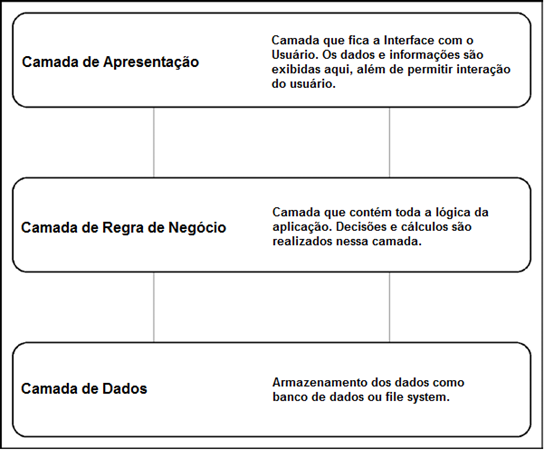 Camada de Apresentação
Camada que fica a Interface com o
Usuário. Os dados e informações são
exibidas aqui, além de permitir interação
do usuário.
Camada de Regra de Negócio
Camada que contém toda a lógica da
aplicação. Decisões e cálculos são
realizados nessa camada.
Camada de Dados
Armazenamento dos dados como
banco de dados ou file system.